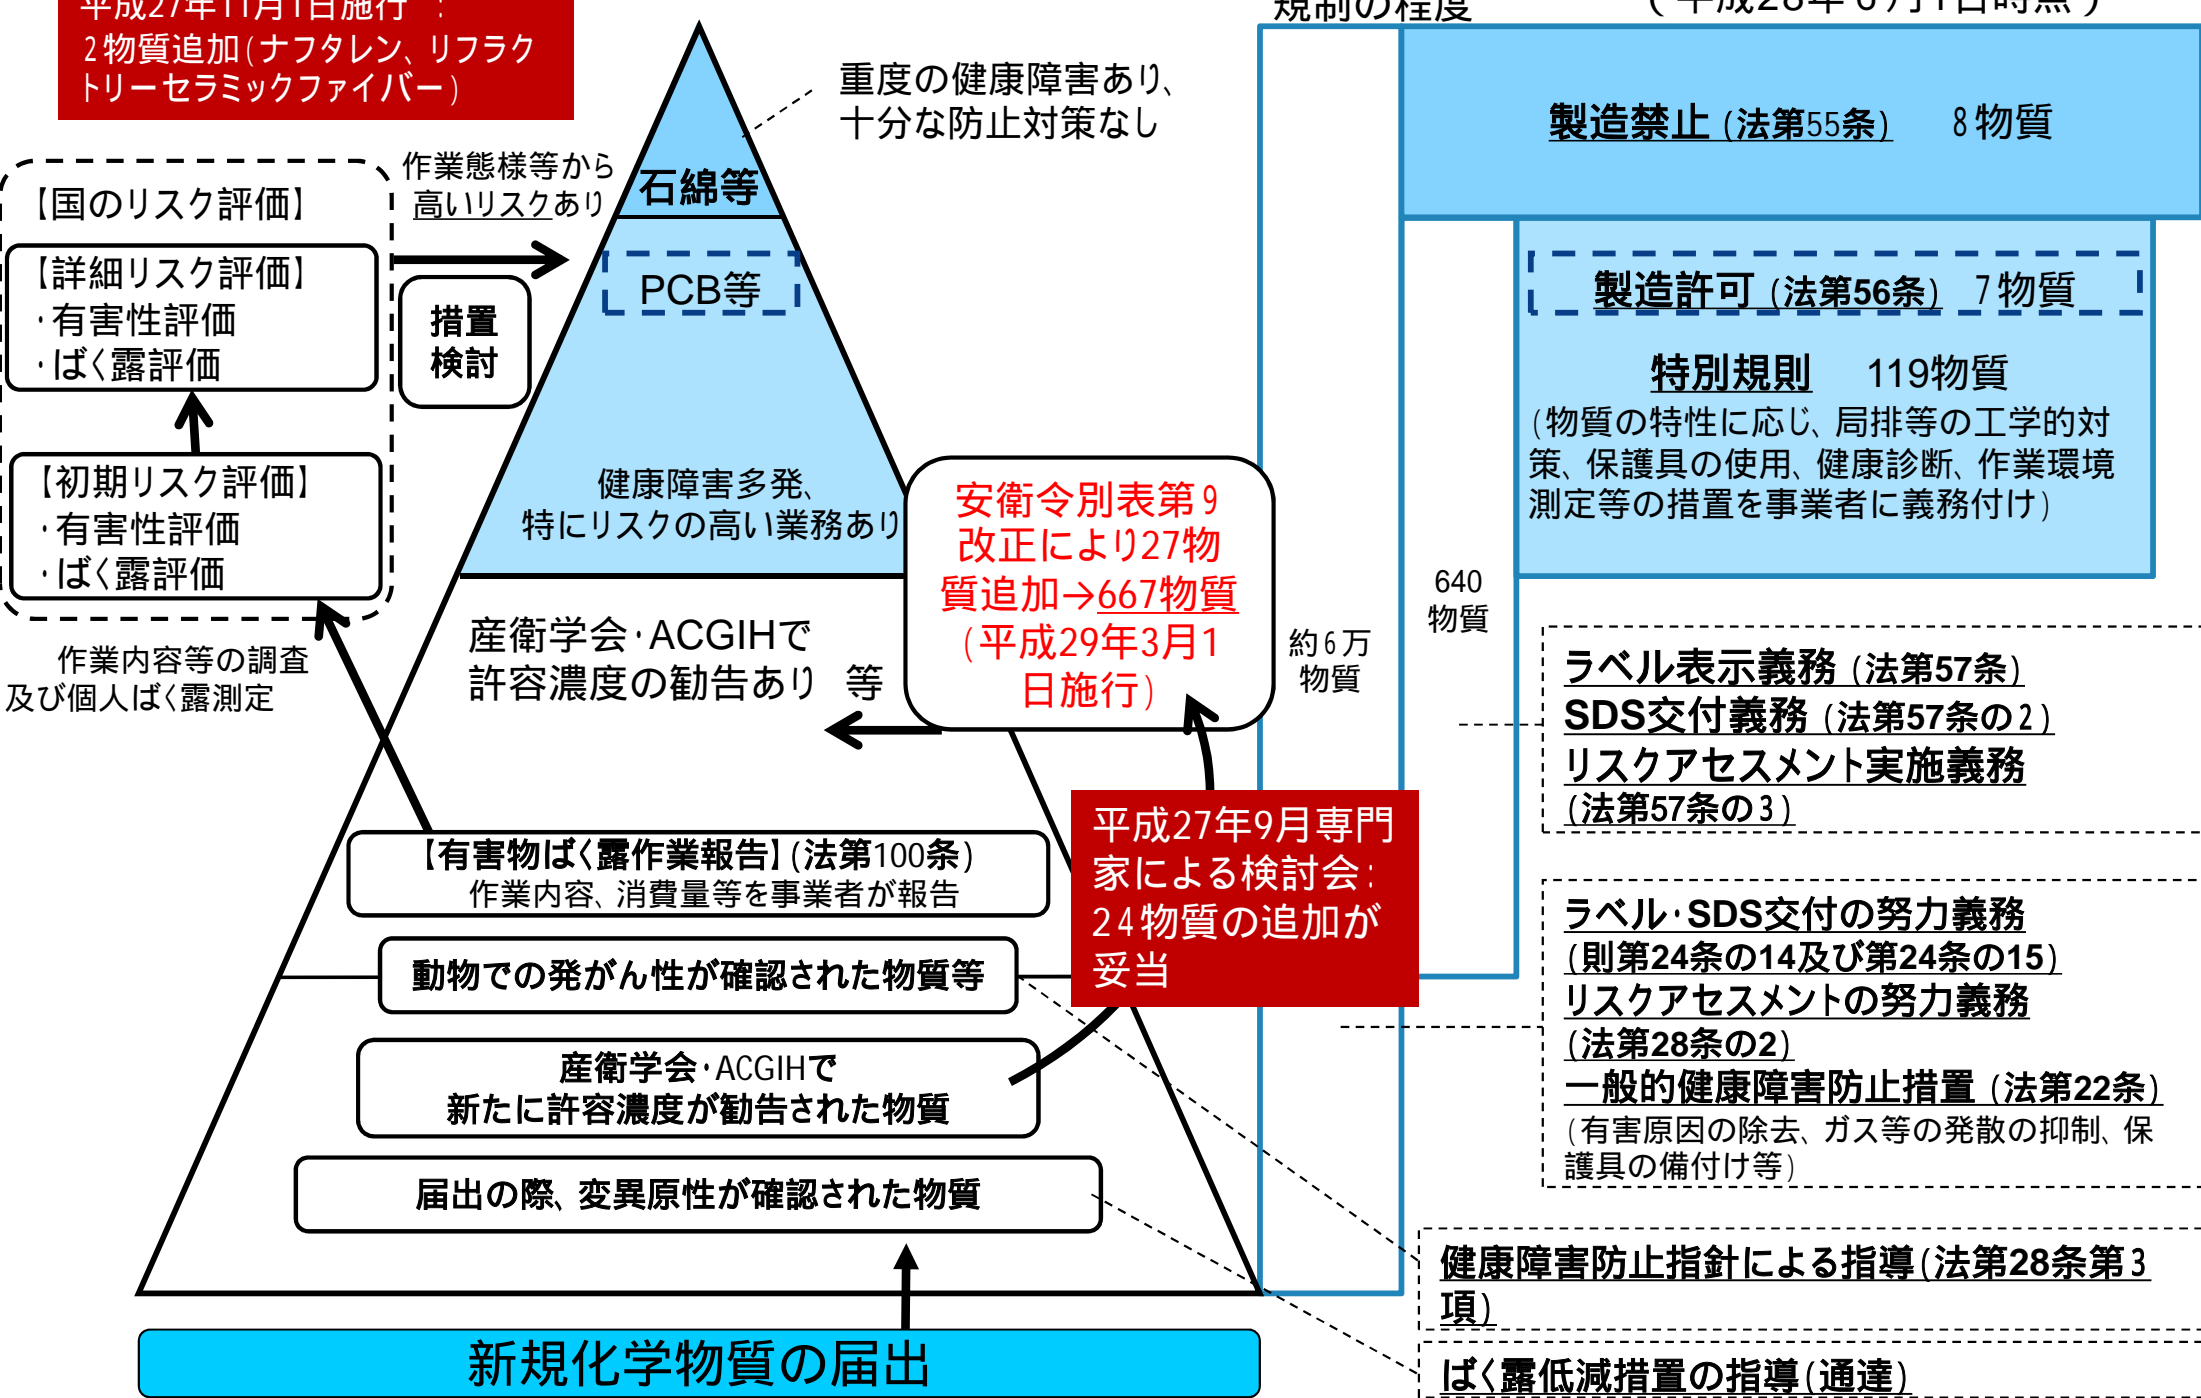 平成27年11月1日施行　：
2物質追加(ナフタレン、リフラク
トリーセラミックファイバー)
規制の程度
(平成28年６月1日時点)
重度の健康障害あり、
十分な防止対策なし
製造禁止 (法第55条)　8物質
作業態様等から
高いリスクあり
石綿等
【国のリスク評価】
【詳細リスク評価】
・有害性評価
・ばく露評価
措置
検討
PCB等
製造許可 (法第56条)　7物質
特別規則　119物質
(物質の特性に応じ、局排等の工学的対
策、保護具の使用、健康診断、作業環境
測定等の措置を事業者に義務付け)
【初期リスク評価】
・有害性評価
・ばく露評価
健康障害多発、
特にリスクの高い業務あり
安衛令別表第９
改正により27物
質追加→667物質
(平成29年3月1
日施行)
640
物質
約６万
物質
作業内容等の調査
及び個人ばく露測定
産衛学会・ACGIHで
許容濃度の勧告あり　等
ラベル表示義務 (法第57条)
SDS交付義務 (法第57条の２)
リスクアセスメント実施義務
(法第57条の３)
【有害物ばく露作業報告】(法第100条)
作業内容、消費量等を事業者が報告
平成27年9月専門
家による検討会：
24物質の追加が
妥当
動物での発がん性が確認された物質等
産衛学会・ACGIHで
新たに許容濃度が勧告された物質
届出の際、変異原性が確認された物質
ラベル・SDS交付の努力義務
(則第24条の14及び第24条の15)
リスクアセスメントの努力義務
(法第28条の2)
一般的健康障害防止措置 (法第22条)
(有害原因の除去、ガス等の発散の抑制、保
護具の備付け等)
健康障害防止指針による指導(法第28条第３
項)
ばく露低減措置の指導(通達)
新規化学物質の届出